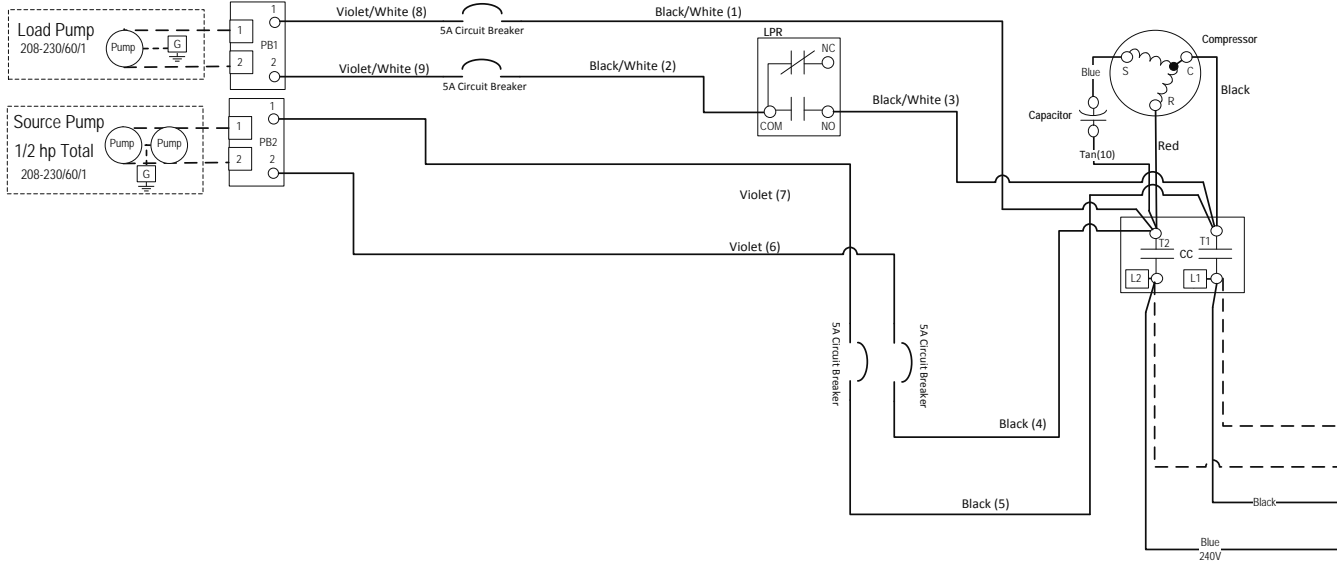 Load Pump
208-230/60/1
Pump
G
1
2
1
PB1
2
Violet/White (8)
5A Circuit Breaker
Black/White (1)
Violet/White (9)
5A Circuit Breaker
Black/White (2)
LPR
NC
COM
NO
Black/White (3)
Compressor
Blue
S
C
R
Black
Capacitor
Tan(10)
Red
Source Pump
1/2 hp Total
208-230/60/1
Pump
Pump
G
1
2
1
PB2
2
Violet (7)
Violet (6)
T2
T1
CC
L2
L1
5A Circuit Breaker
5A Circuit Breaker
Black (4)
Black (5)
Black
Blue
240V